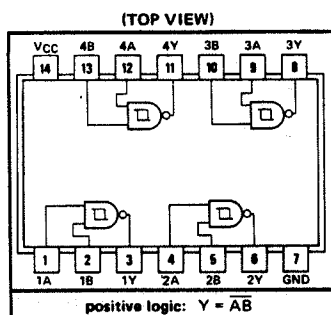 (TOP VIEW)
VCC 4B 4A 4Y 3B 3A 3Y
14 13 12 11 10 9 8
1 2 3 4 5 6 7
1A 1B 1Y 2A 2B 2Y GND
positive logic: Y = A̅B̅